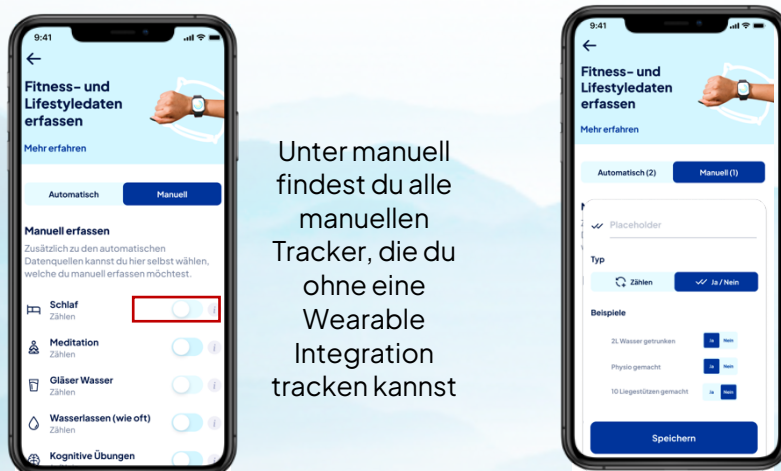 9:41
Fitness- und
Lifestyledaten
erfassen
Mehr erfahren
Automatisch
Manuell
Manuell erfassen
Zusätzlich zu den automatischen
Datenquellen kannst du hier selbst wählen,
welche du manuell erfassen möchtest.
Schlaf
Zählen
i
Meditation
Zählen
i
Gläser Wasser
Zählen
i
Wasserlassen (wie oft)
Zählen
i
Kognitive Übungen
Unter manuell
findest du alle
manuellen
Tracker, die du
ohne eine
Wearable
Integration
tracken kannst
9:41
Fitness- und
Lifestyledaten
erfassen
Mehr erfahren
Automatisch (2)
Manuell (1)
Placeholder
Typ
Zählen
Ja / Nein
Beispiele
2L Wasser getrunken
Ja Nein
Physio gemacht
Ja Nein
10 Liegestützen gemacht
Ja Nein
Speichern